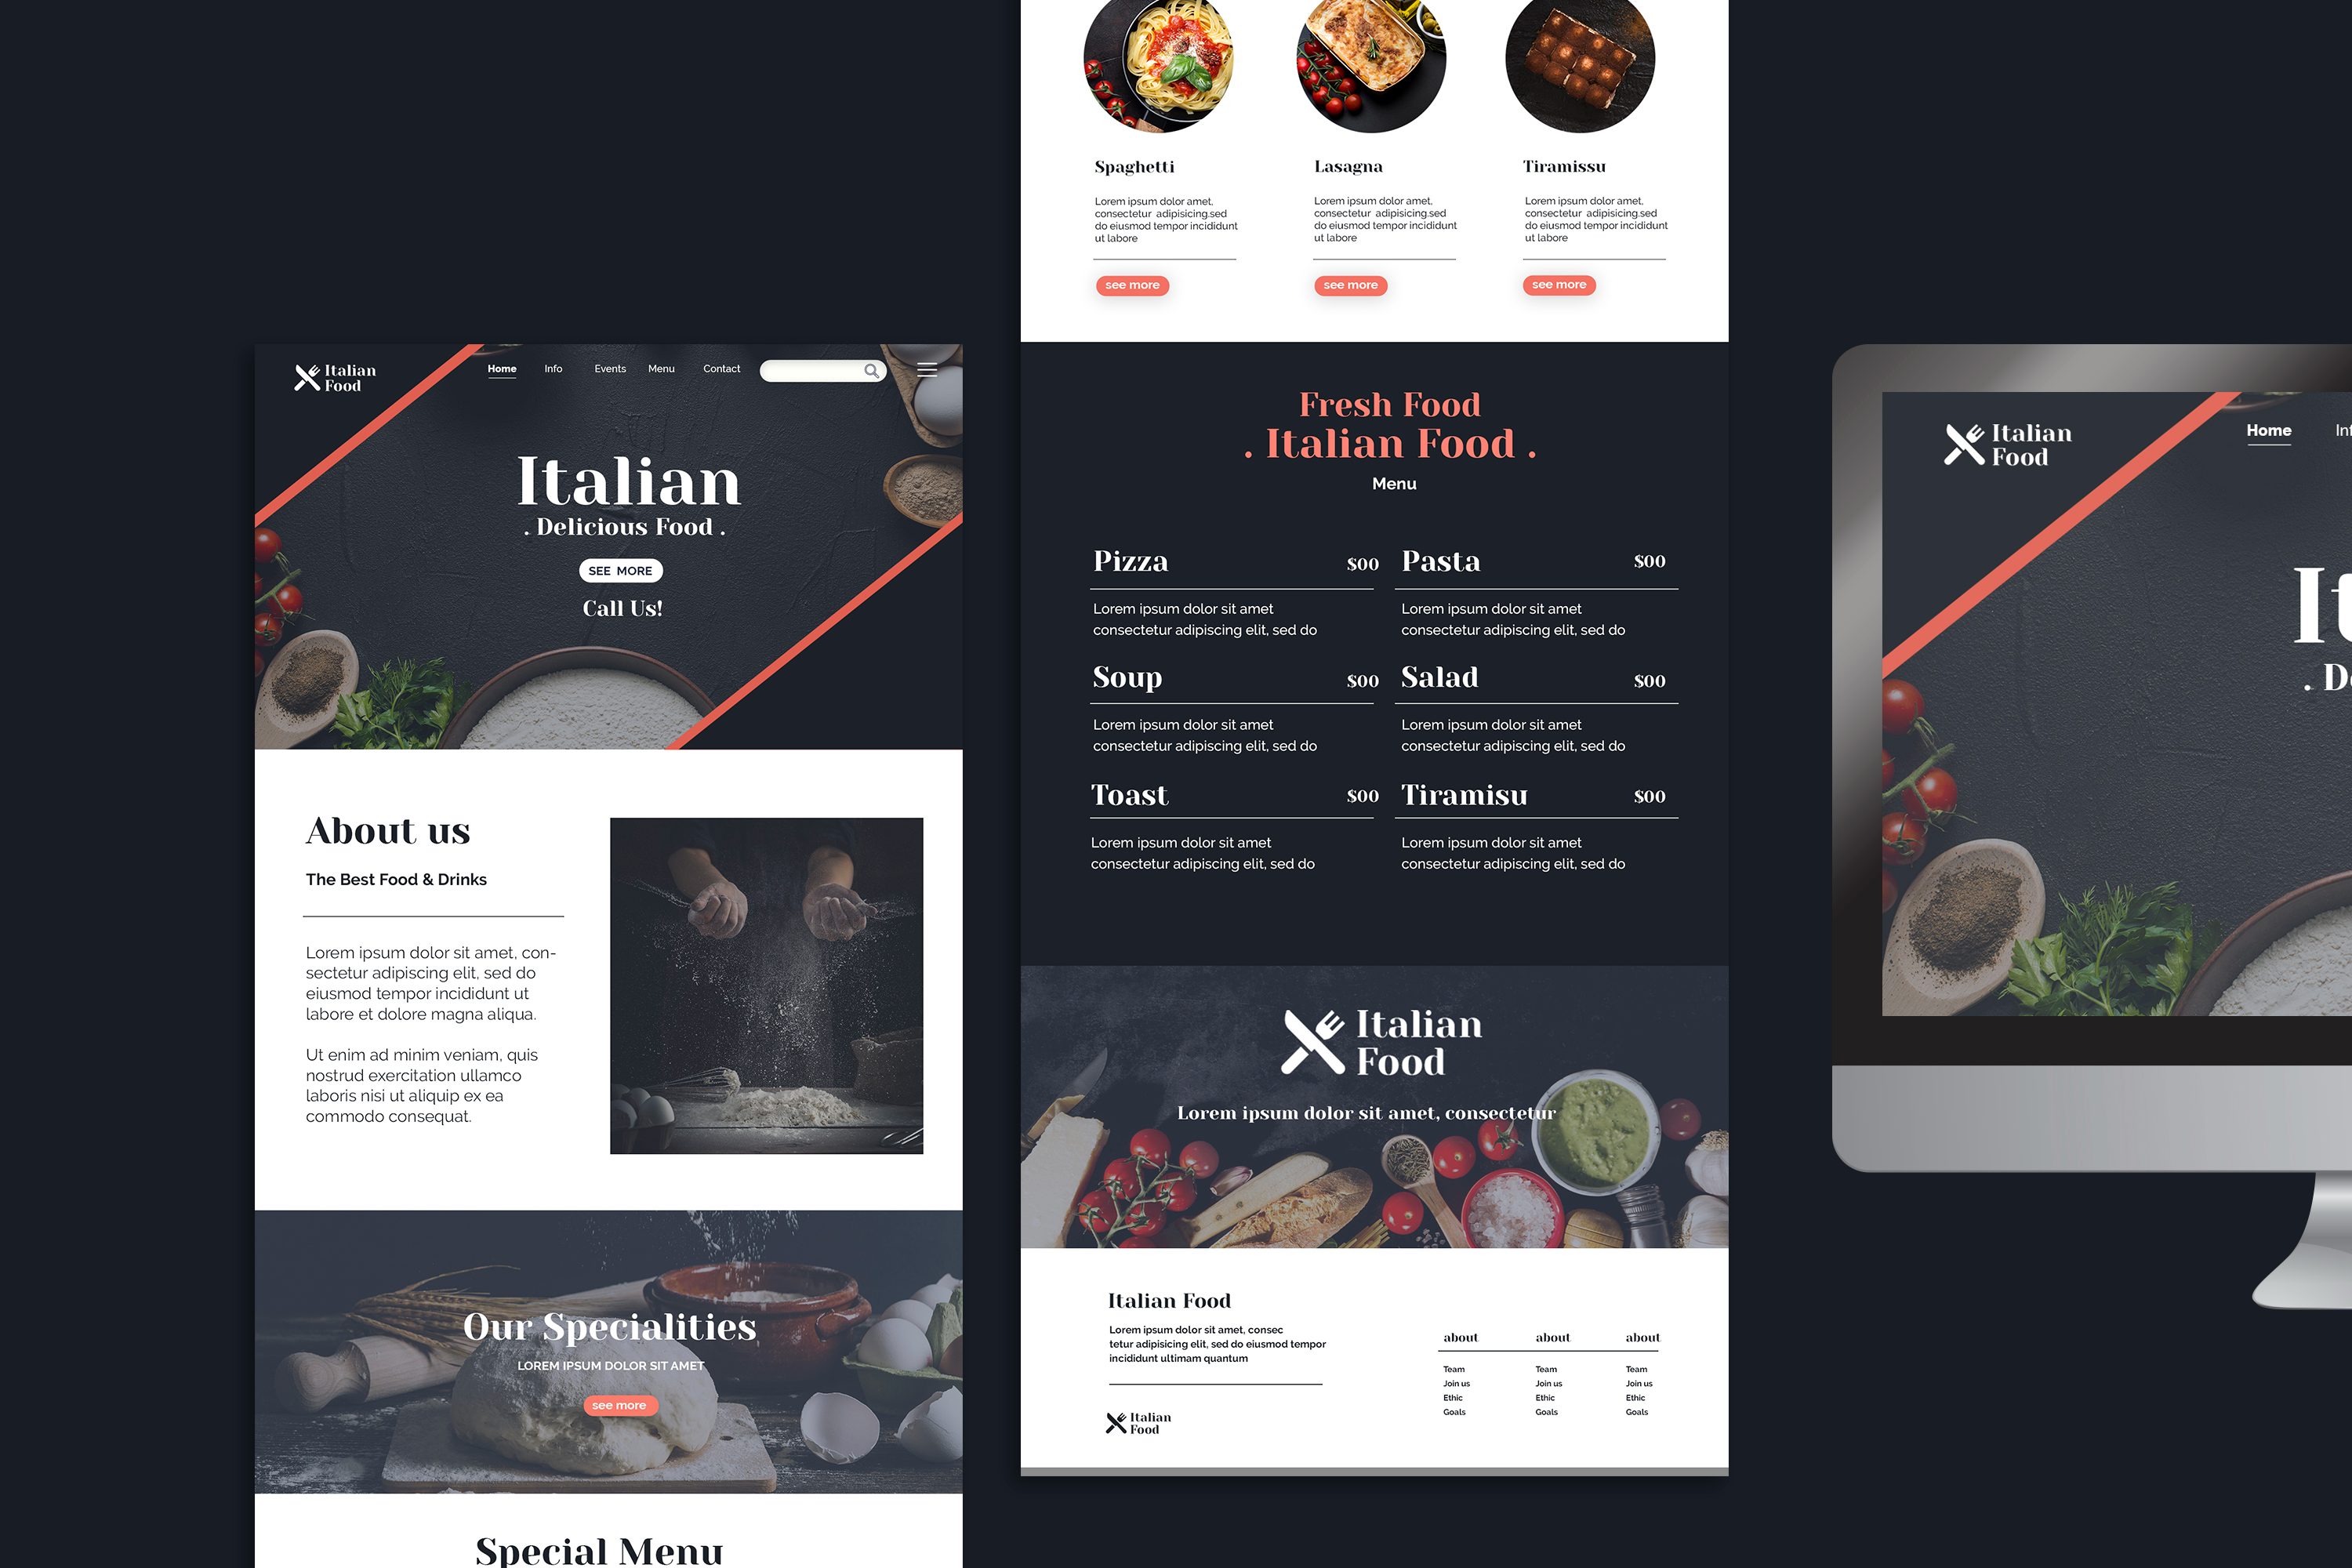 Italian
Food
Home Info Events Menu Contact
Italian
. Delicious Food .
SEE MORE
Call Us!
About us
The Best Food & Drinks
Lorem ipsum dolor sit amet, con-
sectetur adipiscing elit, sed do
eiusmod tempor incididunt ut
labore et dolore magna aliqua.
Ut enim ad minim veniam, quis
nostrud exercitation ullamco
laboris nisi ut aliquip ex ea
commodo consequat.
Our Specialities
LOREM IPSUM DOLOR SIT AMET
see more
Special Menu
Spaghetti
Lorem ipsum dolor amet,
consectetur adipisicing.sed
do eiusmod tempor incididunt
ut labore
see more
Lasagna
Lorem ipsum dolor amet,
consectetur adipisicing.sed
do eiusmod tempor incididunt
ut labore
see more
Tiramissu
Lorem ipsum dolor amet,
consectetur adipisicing.sed
do eiusmod tempor incididunt
ut labore
see more
Fresh Food
. Italian Food .
Menu
Pizza $00
Lorem ipsum dolor sit amet
consectetur adipiscing elit, sed do
Pasta $00
Lorem ipsum dolor sit amet
consectetur adipiscing elit, sed do
Soup $00
Lorem ipsum dolor sit amet
consectetur adipiscing elit, sed do
Salad $00
Lorem ipsum dolor sit amet
consectetur adipiscing elit, sed do
Toast $00
Lorem ipsum dolor sit amet
consectetur adipiscing elit, sed do
Tiramisu $00
Lorem ipsum dolor sit amet
consectetur adipiscing elit, sed do
Italian
Food
Lorem ipsum dolor sit amet, consectetur
Italian Food
Lorem ipsum dolor sit amet, consec
tetur adipisicing elit, sed do eiusmod tempor
incididunt ultimam quantum
Italian
Food
about about about
Team Team Team
Join us Join us Join us
Ethic Ethic Ethic
Goals Goals Goals
Italian
Food
Home Inf
It
. De